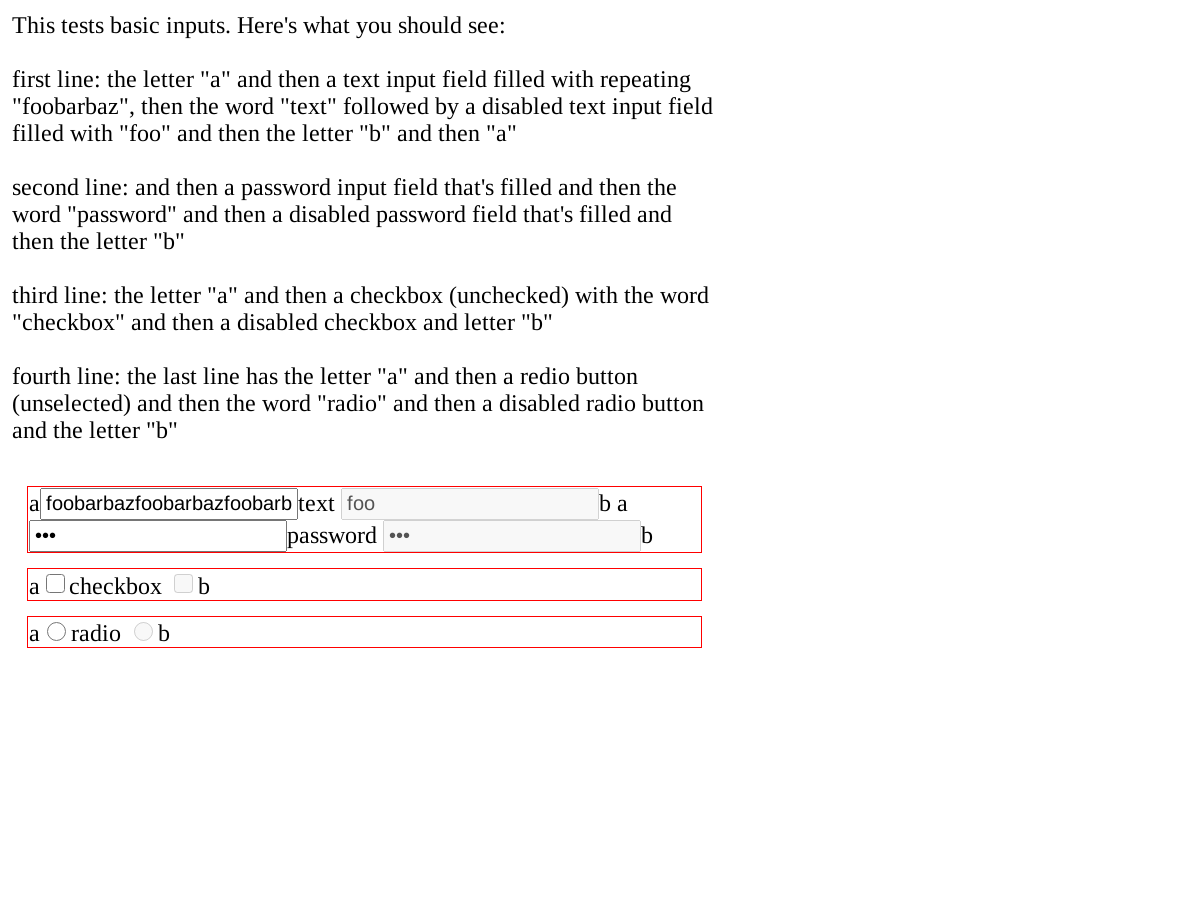 This tests basic inputs. Here's what you should see:
first line: the letter "a" and then a text input field filled with repeating
"foobarbaz", then the word "text" followed by a disabled text input field
filled with "foo" and then the letter "b" and then "a"
second line: and then a password input field that's filled and then the
word "password" and then a disabled password field that's filled and
then the letter "b"
third line: the letter "a" and then a checkbox (unchecked) with the word
"checkbox" and then a disabled checkbox and letter "b"
fourth line: the last line has the letter "a" and then a redio button
(unselected) and then the word "radio" and then a disabled radio button
and the letter "b"
a foobarbazfoobarbazfoobarb text foo b a
••• password ••• b
a checkbox b
a radio b